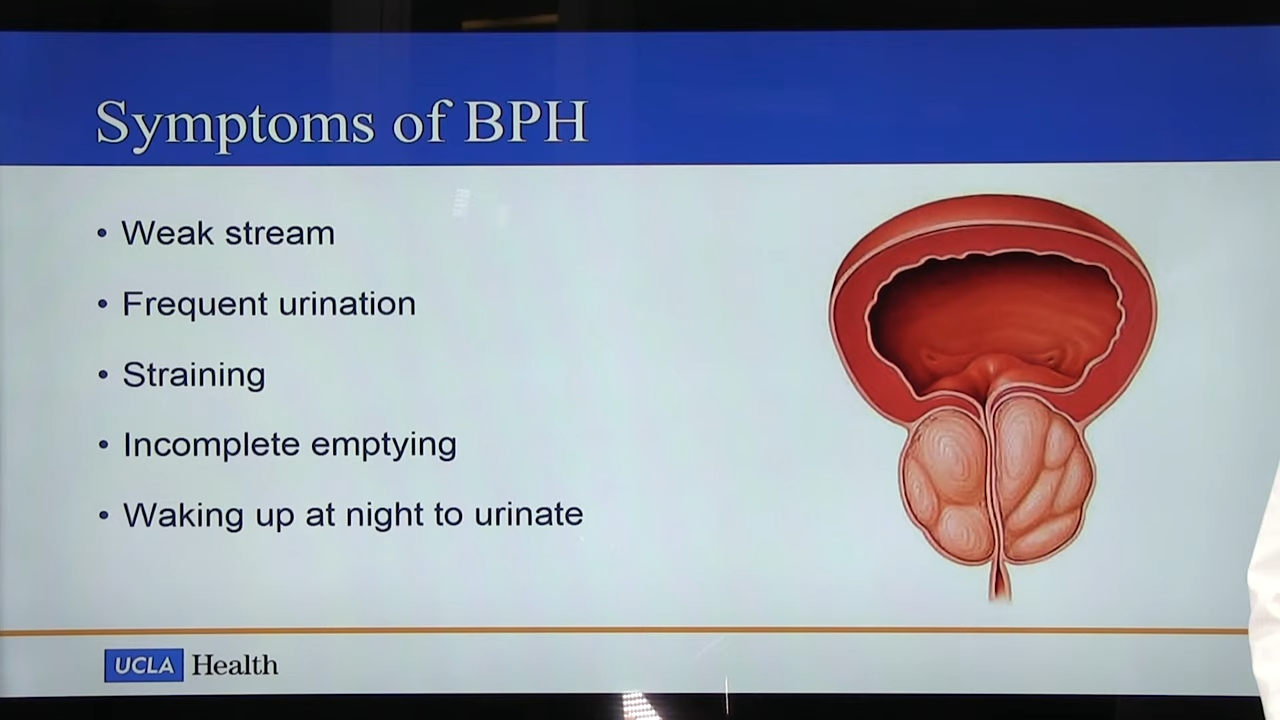 Symptoms of BPH
• Weak stream
• Frequent urination
• Straining
• Incomplete emptying
• Waking up at night to urinate
UCLA Health